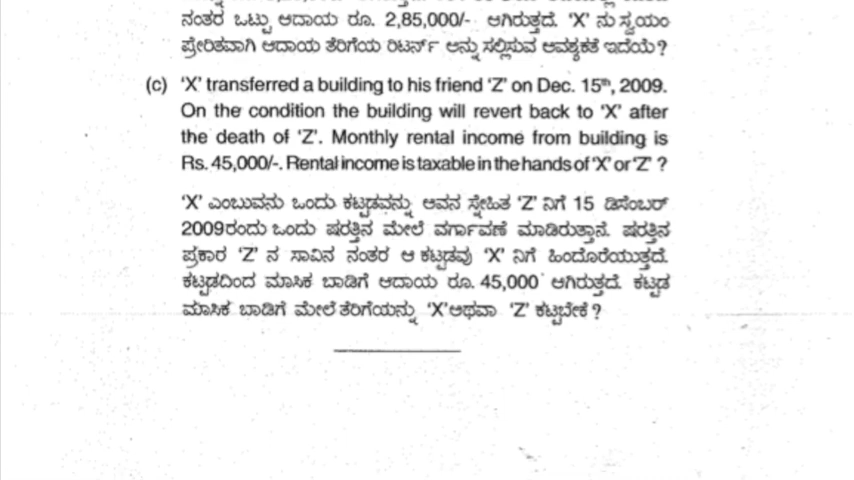 ನಂತರ ಒಟ್ಟು ಆದಾಯ ರೂ. 2,85,000/- ಆಗಿರುತ್ತದೆ. 'X' ನು ಸ್ವಯಂ
ಪ್ರೇರಿತವಾಗಿ ಆದಾಯ ತೆರಿಗೆಯ ರಿಟರ್ನ್ ಅನ್ನು ಸಲ್ಲಿಸುವ ಅವಶ್ಯಕತೆ ಇದೆಯೆ?
(c) 'X' transferred a building to his friend 'Z' on Dec. 15th, 2009.
On the condition the building will revert back to 'X' after
the death of 'Z'. Monthly rental income from building is
Rs. 45,000/-. Rental income is taxable in the hands of 'X' or 'Z' ?
'X' ಎಂಬುವನು ಒಂದು ಕಟ್ಟಡವನ್ನು ಆವನ ಸ್ನೇಹಿತ 'Z' ನಿಗೆ 15 ಡಿಸೆಂಬರ್
2009ರಂದು ಒಂದು ಷರತ್ತಿನ ಮೇಲೆ ವರ್ಗಾವಣೆ ಮಾಡಿರುತ್ತಾನೆ. ಷರತ್ತಿನ
ಪ್ರಕಾರ 'Z' ನ ಸಾವಿನ ನಂತರ ಆ ಕಟ್ಟಡವು 'X' ನಿಗೆ ಹಿಂದೊರೆಯುತ್ತದೆ.
ಕಟ್ಟಡದಿಂದ ಮಾಸಿಕ ಬಾಡಿಗೆ ಆದಾಯ ರೂ. 45,000 ಆಗಿರುತ್ತದೆ. ಕಟ್ಟಡ
ಮಾಸಿಕ ಬಾಡಿಗೆ ಮೇಲೆ ತೆರಿಗೆಯನ್ನು 'X' ಅಥವಾ 'Z' ಕಟ್ಟಬೇಕೆ ?